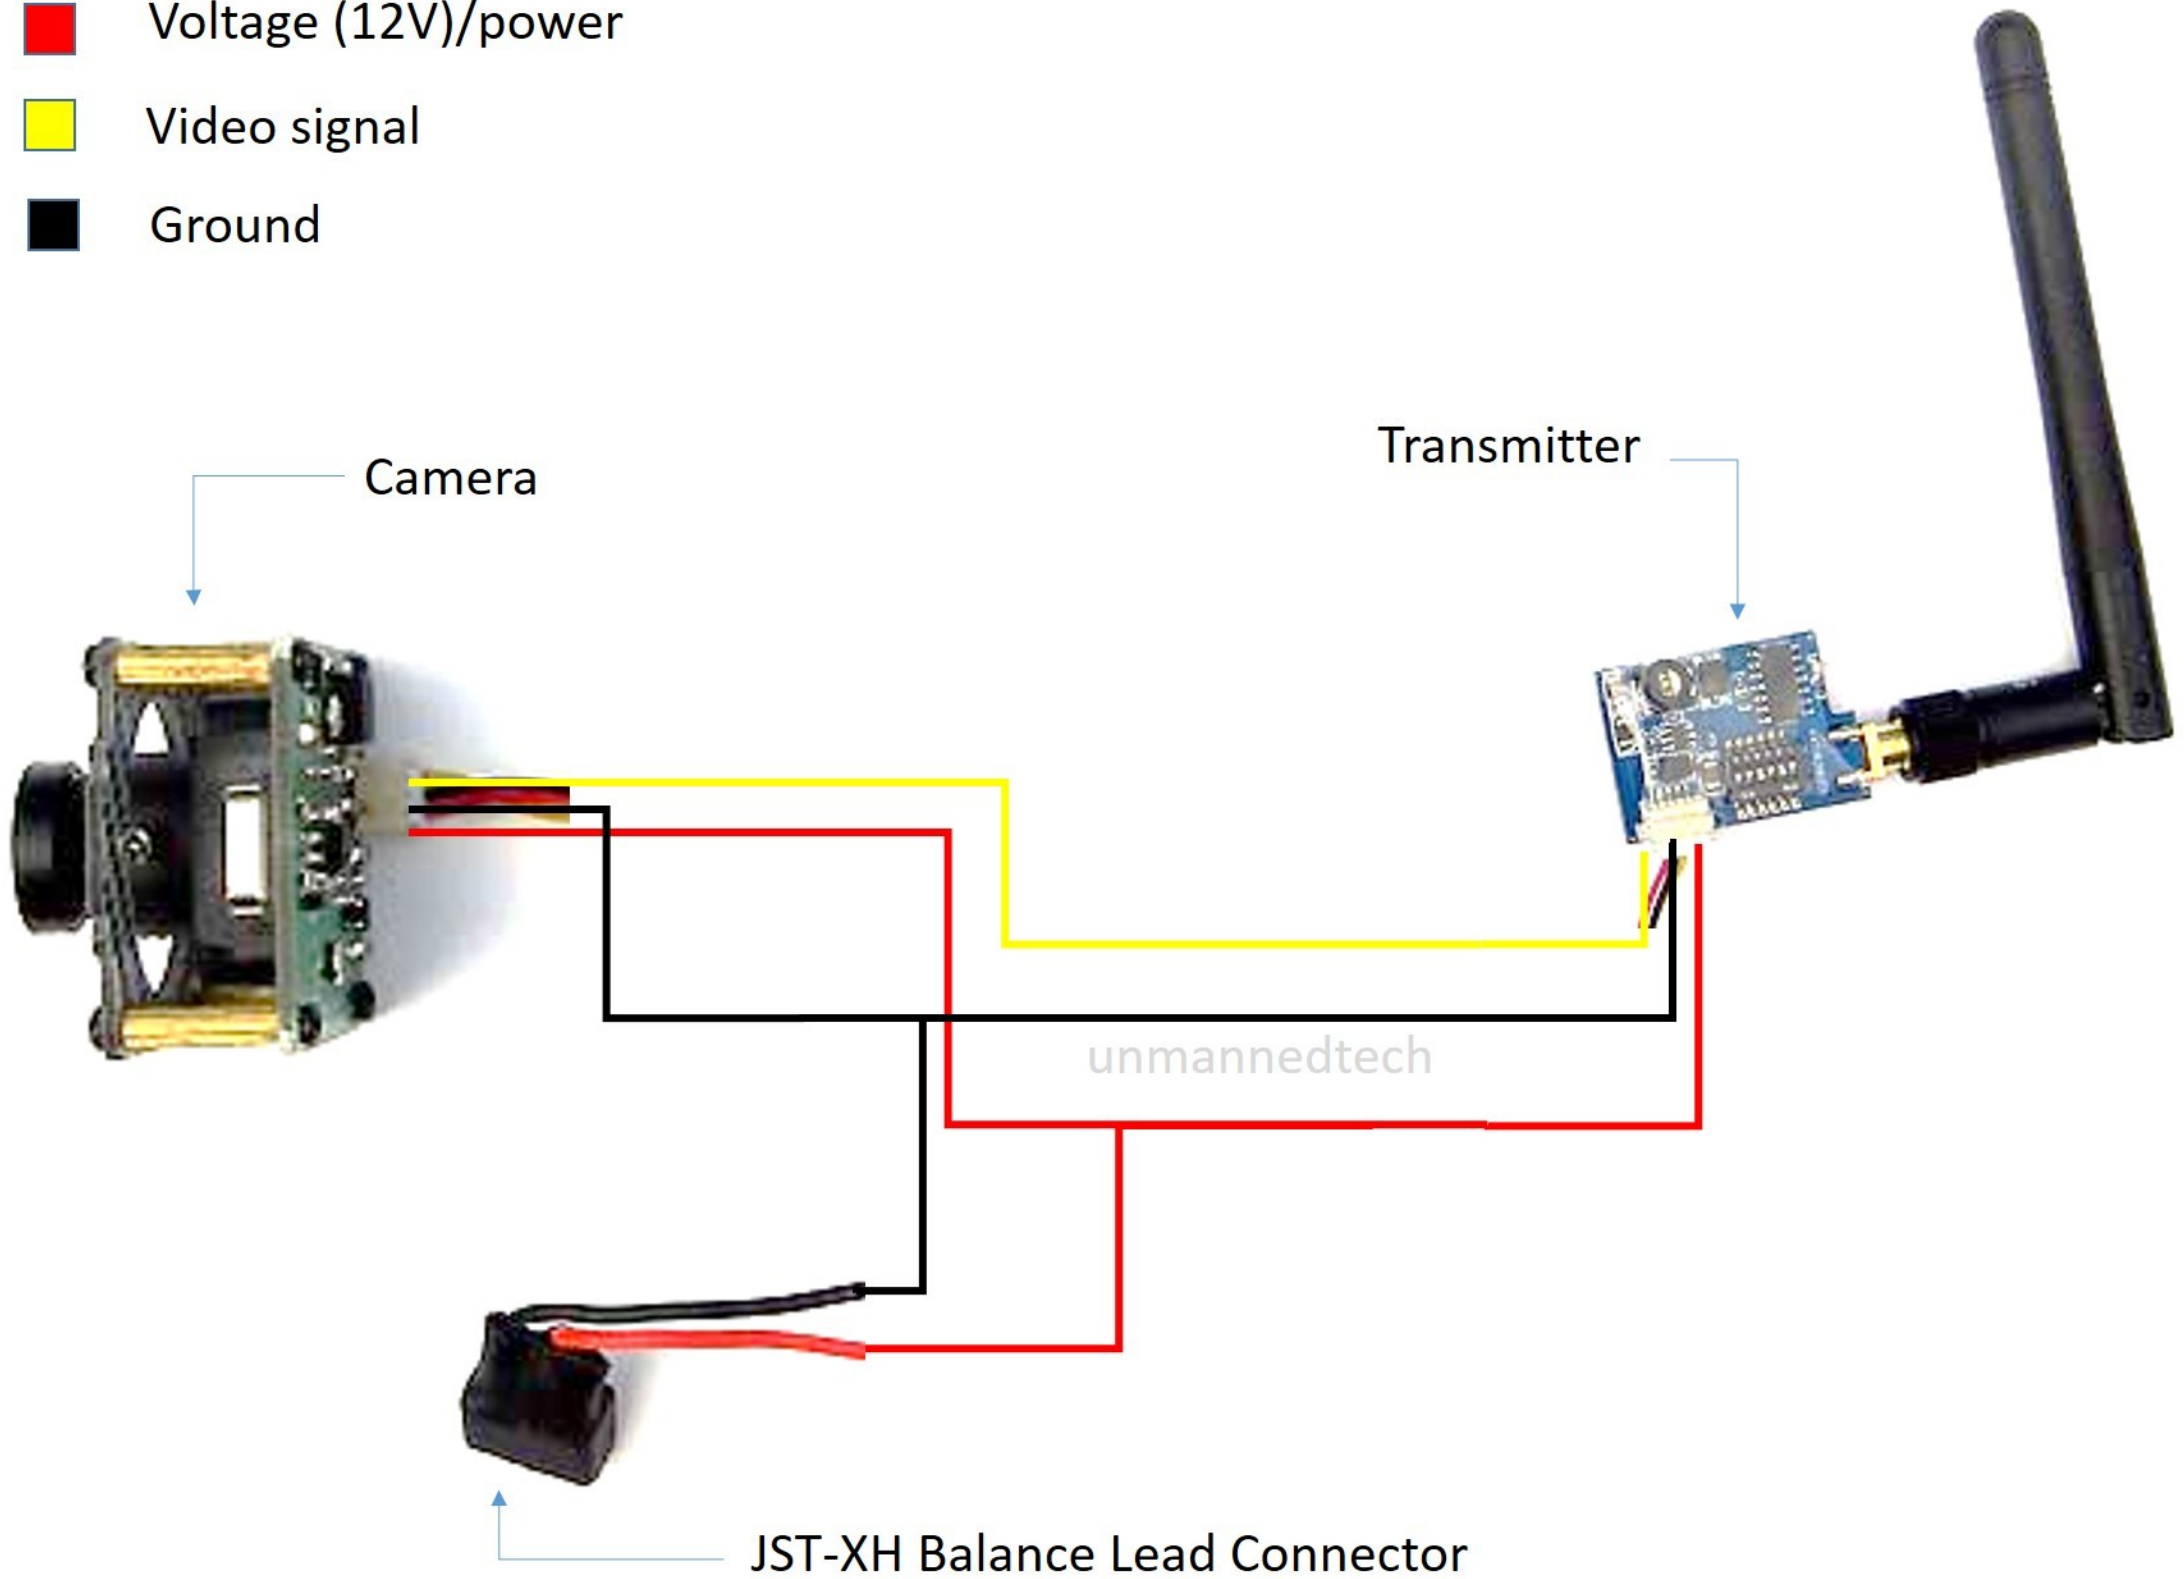 Voltage (12V)/power
Video signal
Ground
Camera
Transmitter
unmannedtech
JST-XH Balance Lead Connector